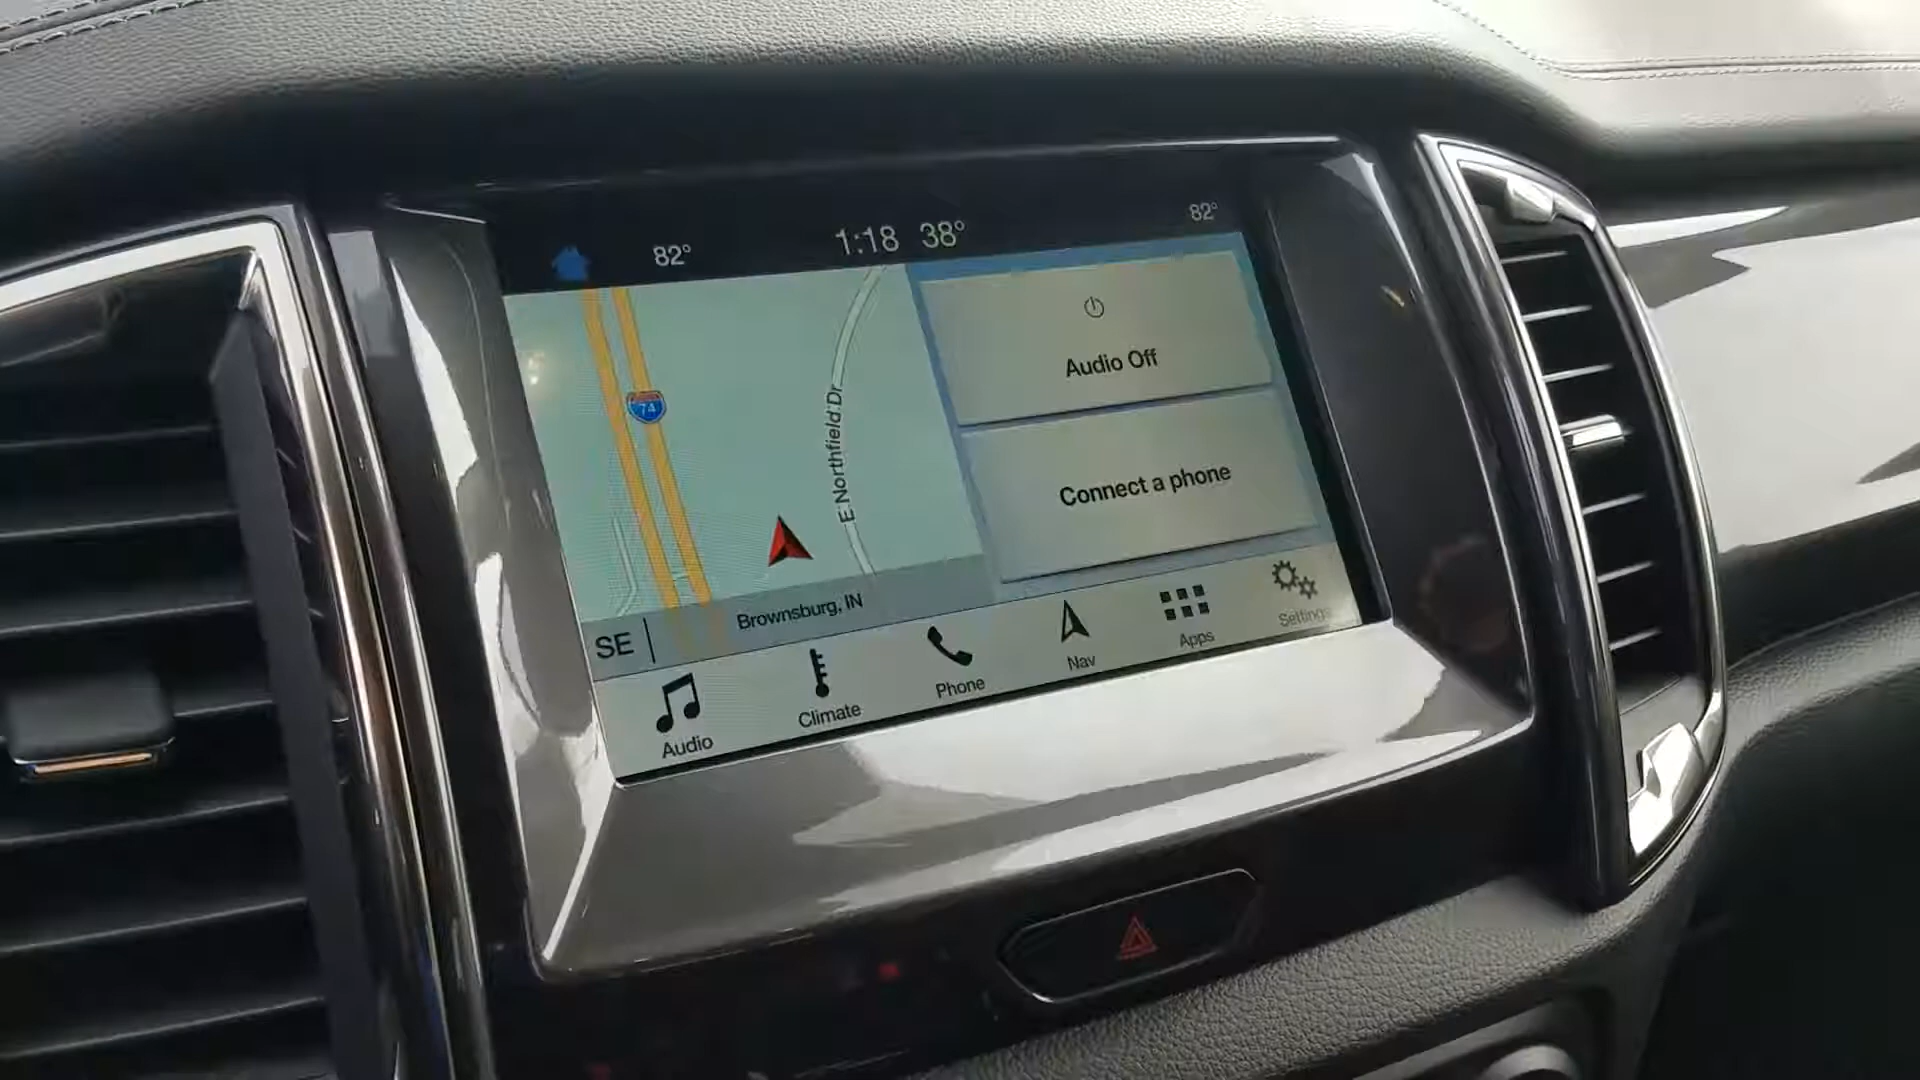 82° 1:18 38° 82°
74
E Northfield Dr
Audio Off
Connect a phone
Brownsburg, IN
SE
Audio
Climate
Phone
Nav
Apps
Settings